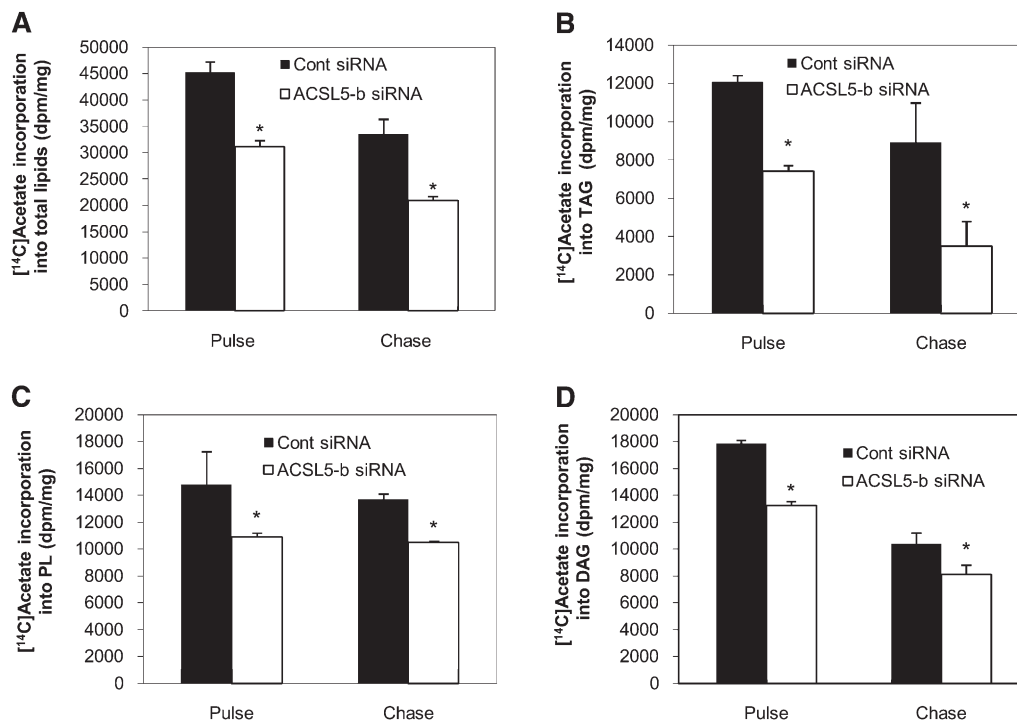 A
[¹⁴C]Acetate incorporation
into total lipids (dpm/mg)
50000
45000
40000
35000
30000
25000
20000
15000
10000
5000
0
Cont siRNA
ACSL5-b siRNA
*
*
Pulse
Chase
B
[¹⁴C]Acetate incorporation
into TAG (dpm/mg)
14000
12000
10000
8000
6000
4000
2000
0
Cont siRNA
ACSL5-b siRNA
*
*
Pulse
Chase
C
[¹⁴C]Acetate incorporation
into PL (dpm/mg)
20000
18000
16000
14000
12000
10000
8000
6000
4000
2000
0
Cont siRNA
ACSL5-b siRNA
*
*
Pulse
Chase
D
[¹⁴C]Acetate incorporation
into DAG (dpm/mg)
20000
18000
16000
14000
12000
10000
8000
6000
4000
2000
0
Cont siRNA
ACSL5-b siRNA
*
*
Pulse
Chase